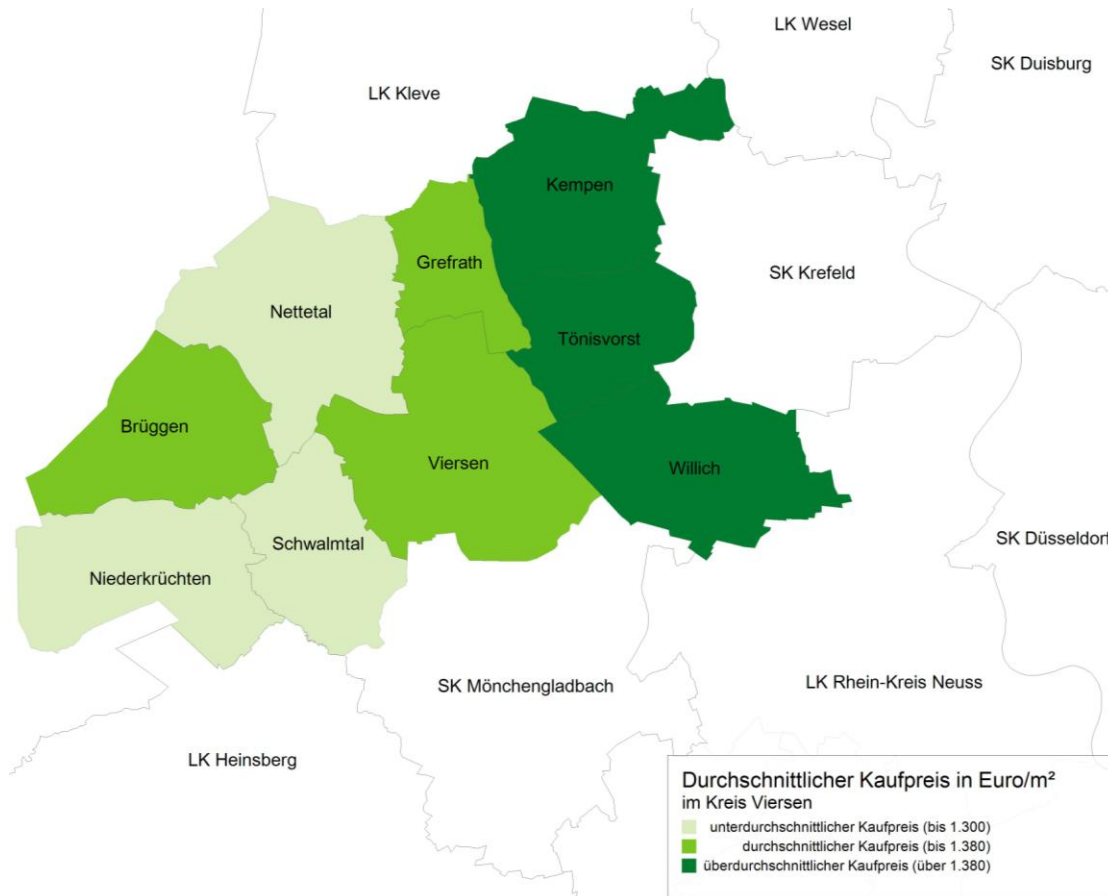 LK Wesel
SK Duisburg
LK Kleve
Kempen
Grefrath
SK Krefeld
Nettetal
Tönisvorst
Brüggen
Viersen
Willich
Schwalmtal
SK Düsseldorf
Niederkrüchten
SK Mönchengladbach
LK Rhein-Kreis Neuss
LK Heinsberg
Durchschnittlicher Kaufpreis in Euro/m²
im Kreis Viersen
unterdurchschnittlicher Kaufpreis (bis 1.300)
durchschnittlicher Kaufpreis (bis 1.380)
überdurchschnittlicher Kaufpreis (über 1.380)